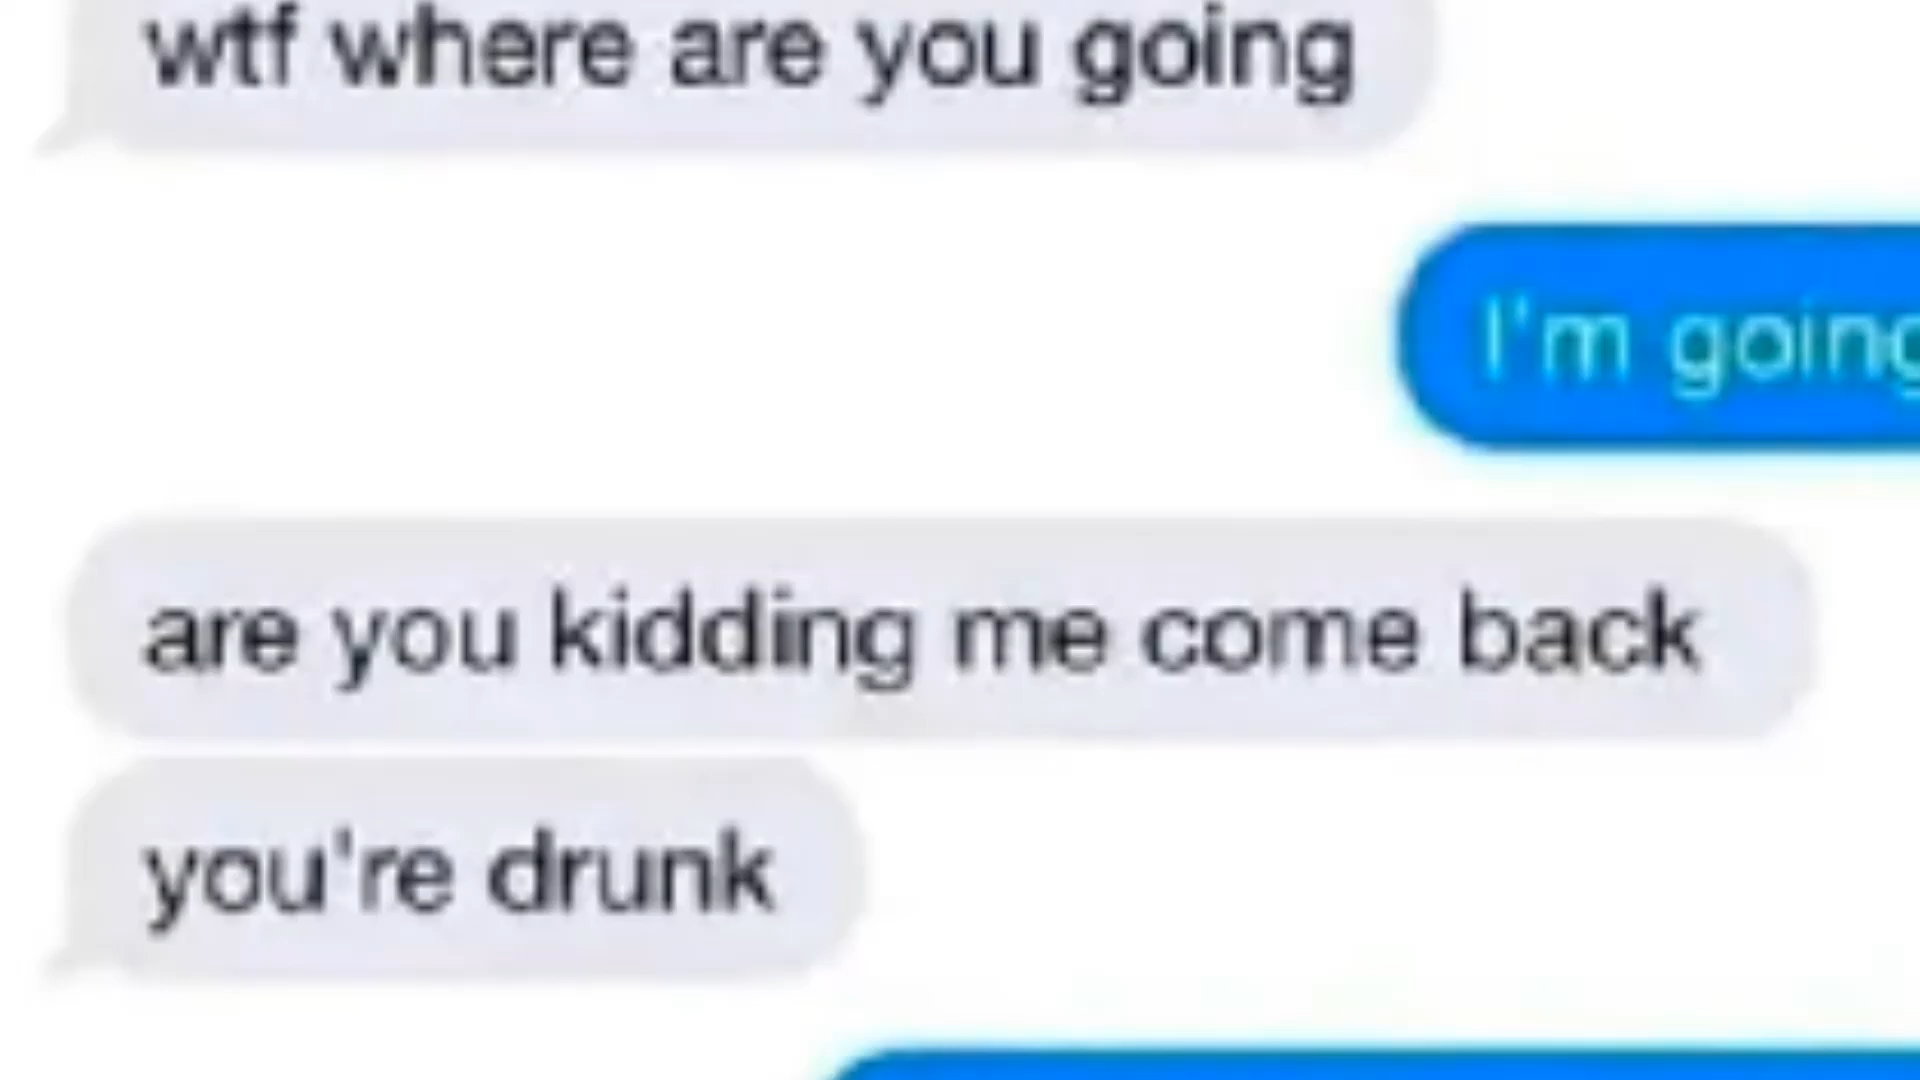 wtf where are you going
I'm going
are you kidding me come back
you're drunk